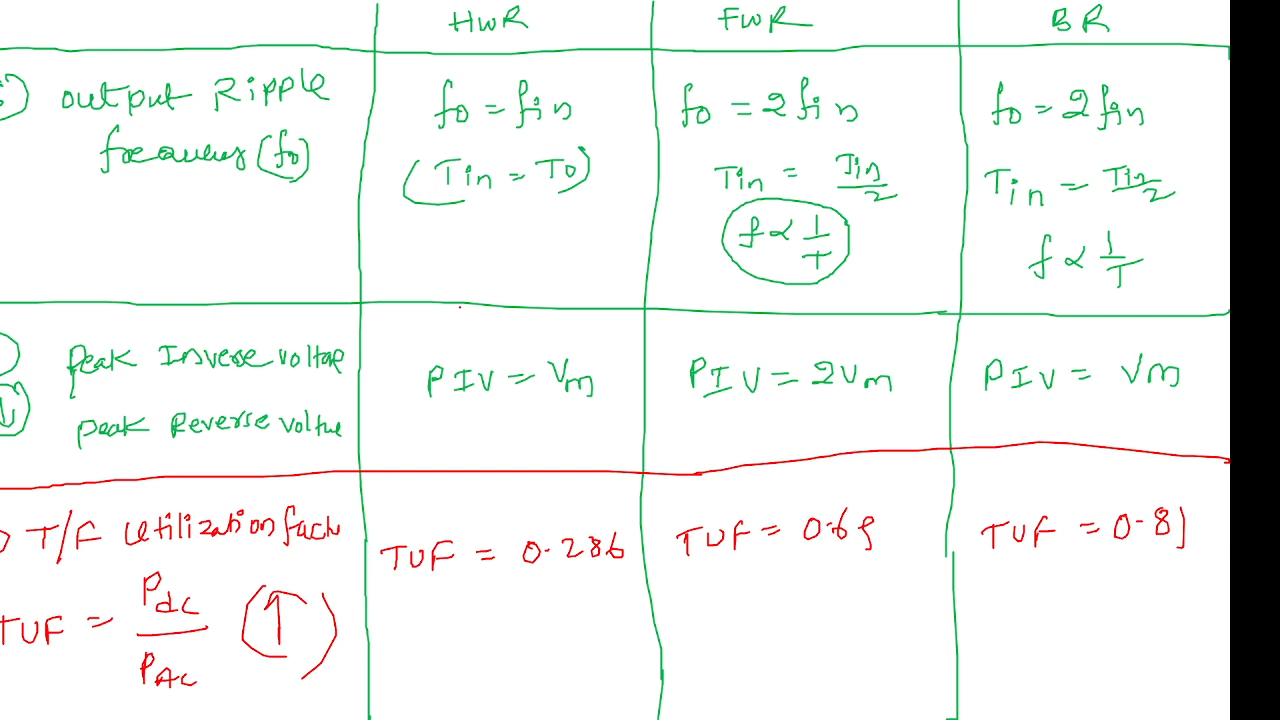 HWR FWR BR
5) output Ripple fo = fin fo = 2fin fo = 2fin
frequency (fo) (Tin = To) Tin = Tin/2 Tin = Tin/2
f ∝ 1/T f ∝ 1/T
Peak Inverse voltage PIV = Vm PIV = 2Vm PIV = Vm
Peak Reverse voltage
T/F Utilization factor TUF = 0.286 TUF = 0.69 TUF = 0.81
TUF = Pdc/PAC (↑)